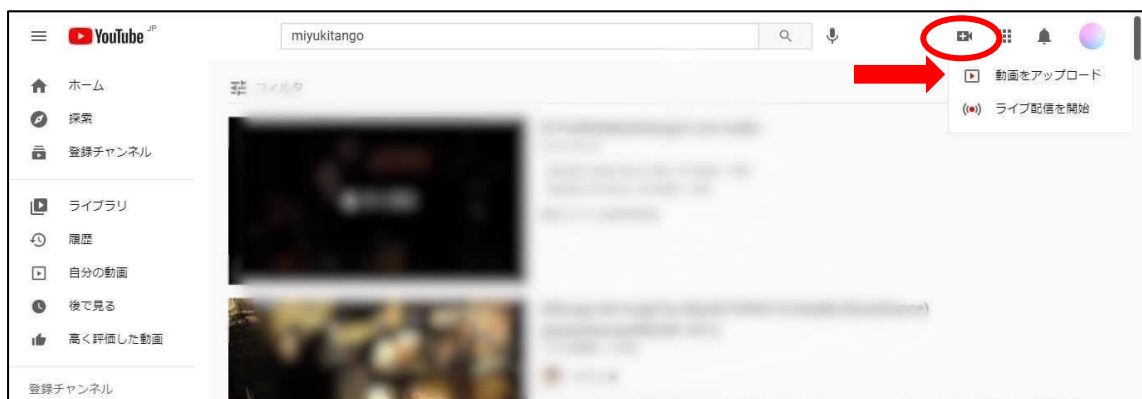 YouTube JP
miyukitango
動画をアップロード
ライブ配信を開始
ホーム
探索
登録チャンネル
ライブラリ
履歴
自分の動画
後で見る
高く評価した動画
登録チャンネル
フィルタ